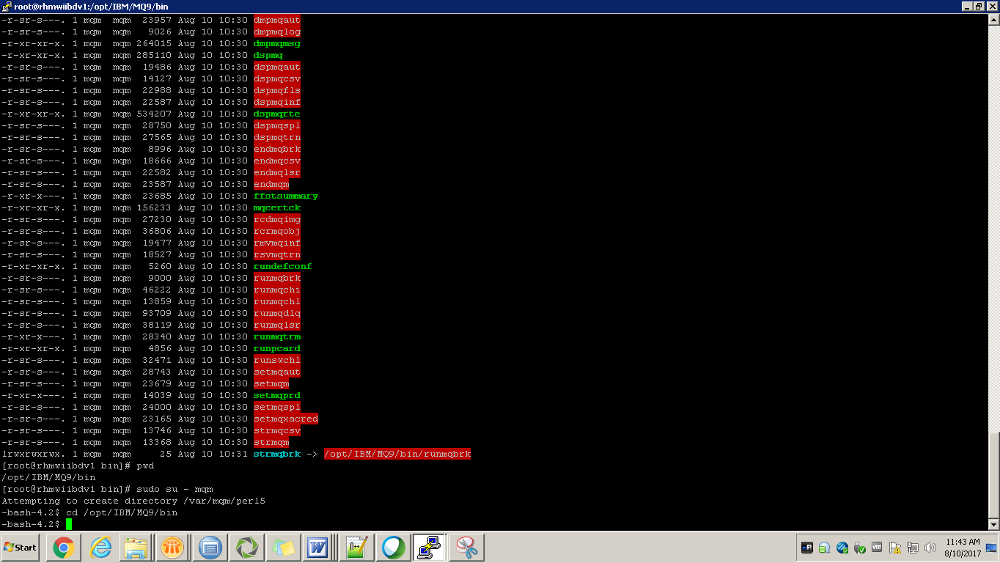 root@rhmwiibdv1:/opt/IBM/MQ9/bin
-r-sr-s---. 1 mqm  mqm  23957 Aug 10 10:30 dmpmqaut
-r-sr-s---. 1 mqm  mqm   9026 Aug 10 10:30 dmpmqlog
-r-xr-xr-x. 1 mqm  mqm 264015 Aug 10 10:30 dmpmqmsg
-r-xr-xr-x. 1 mqm  mqm 285110 Aug 10 10:30 dspmq
-r-sr-s---. 1 mqm  mqm  19486 Aug 10 10:30 dspmqaut
-r-sr-s---. 1 mqm  mqm  14127 Aug 10 10:30 dspmqcsv
-r-sr-s---. 1 mqm  mqm  22988 Aug 10 10:30 dspmqfls
-r-sr-s---. 1 mqm  mqm  22587 Aug 10 10:30 dspmqinf
-r-xr-xr-x. 1 mqm  mqm 534207 Aug 10 10:30 dspmqrte
-r-sr-s---. 1 mqm  mqm  28750 Aug 10 10:30 dspmqspl
-r-sr-s---. 1 mqm  mqm  27565 Aug 10 10:30 dspmqtrn
-r-sr-s---. 1 mqm  mqm   8996 Aug 10 10:30 endmqbrk
-r-sr-s---. 1 mqm  mqm  18666 Aug 10 10:30 endmqcsv
-r-sr-s---. 1 mqm  mqm  22582 Aug 10 10:30 endmqlsr
-r-sr-s---. 1 mqm  mqm  23587 Aug 10 10:30 endmqm
-r-xr-x---. 1 mqm  mqm  23685 Aug 10 10:30 ffstsummary
-r-xr-xr-x. 1 mqm  mqm 156233 Aug 10 10:30 mqcertck
-r-sr-s---. 1 mqm  mqm  27230 Aug 10 10:30 rcdmqimg
-r-sr-s---. 1 mqm  mqm  36806 Aug 10 10:30 rcrmqobj
-r-sr-s---. 1 mqm  mqm  19477 Aug 10 10:30 rmvmqinf
-r-sr-s---. 1 mqm  mqm  18527 Aug 10 10:30 rsvmqtrn
-r-xr-xr-x. 1 mqm  mqm   5260 Aug 10 10:30 rundefconf
-r-sr-s---. 1 mqm  mqm   9000 Aug 10 10:30 runmqbrk
-r-sr-s---. 1 mqm  mqm  46222 Aug 10 10:30 runmqchi
-r-sr-s---. 1 mqm  mqm  13859 Aug 10 10:30 runmqchl
-r-sr-s---. 1 mqm  mqm  93709 Aug 10 10:30 runmqdlq
-r-sr-s---. 1 mqm  mqm  38119 Aug 10 10:30 runmqlsr
-r-xr-x---. 1 mqm  mqm  28340 Aug 10 10:30 runmqtrm
-r-xr-xr-x. 1 mqm  mqm   4856 Aug 10 10:30 runpcard
-r-sr-s---. 1 mqm  mqm  32471 Aug 10 10:30 runswchl
-r-sr-s---. 1 mqm  mqm  28743 Aug 10 10:30 setmqaut
-r-sr-s---. 1 mqm  mqm  23679 Aug 10 10:30 setmqm
-r-xr-x---. 1 mqm  mqm  14039 Aug 10 10:30 setmqprd
-r-sr-s---. 1 mqm  mqm  24000 Aug 10 10:30 setmqspl
-r-sr-s---. 1 mqm  mqm  23165 Aug 10 10:30 setmqxacred
-r-sr-s---. 1 mqm  mqm  13746 Aug 10 10:30 strmqcsv
-r-sr-s---. 1 mqm  mqm  13368 Aug 10 10:30 strmqm
lrwxrwxrwx. 1 mqm  mqm     25 Aug 10 10:31 strmqbrk -> /opt/IBM/MQ9/bin/runmqbrk
[root@rhmwiibdv1 bin]# pwd
/opt/IBM/MQ9/bin
[root@rhmwiibdv1 bin]# sudo su - mqm
Attempting to create directory /var/mqm/perl5
-bash-4.2$ cd /opt/IBM/MQ9/bin
-bash-4.2$
Start
11:43 AM
8/10/2017